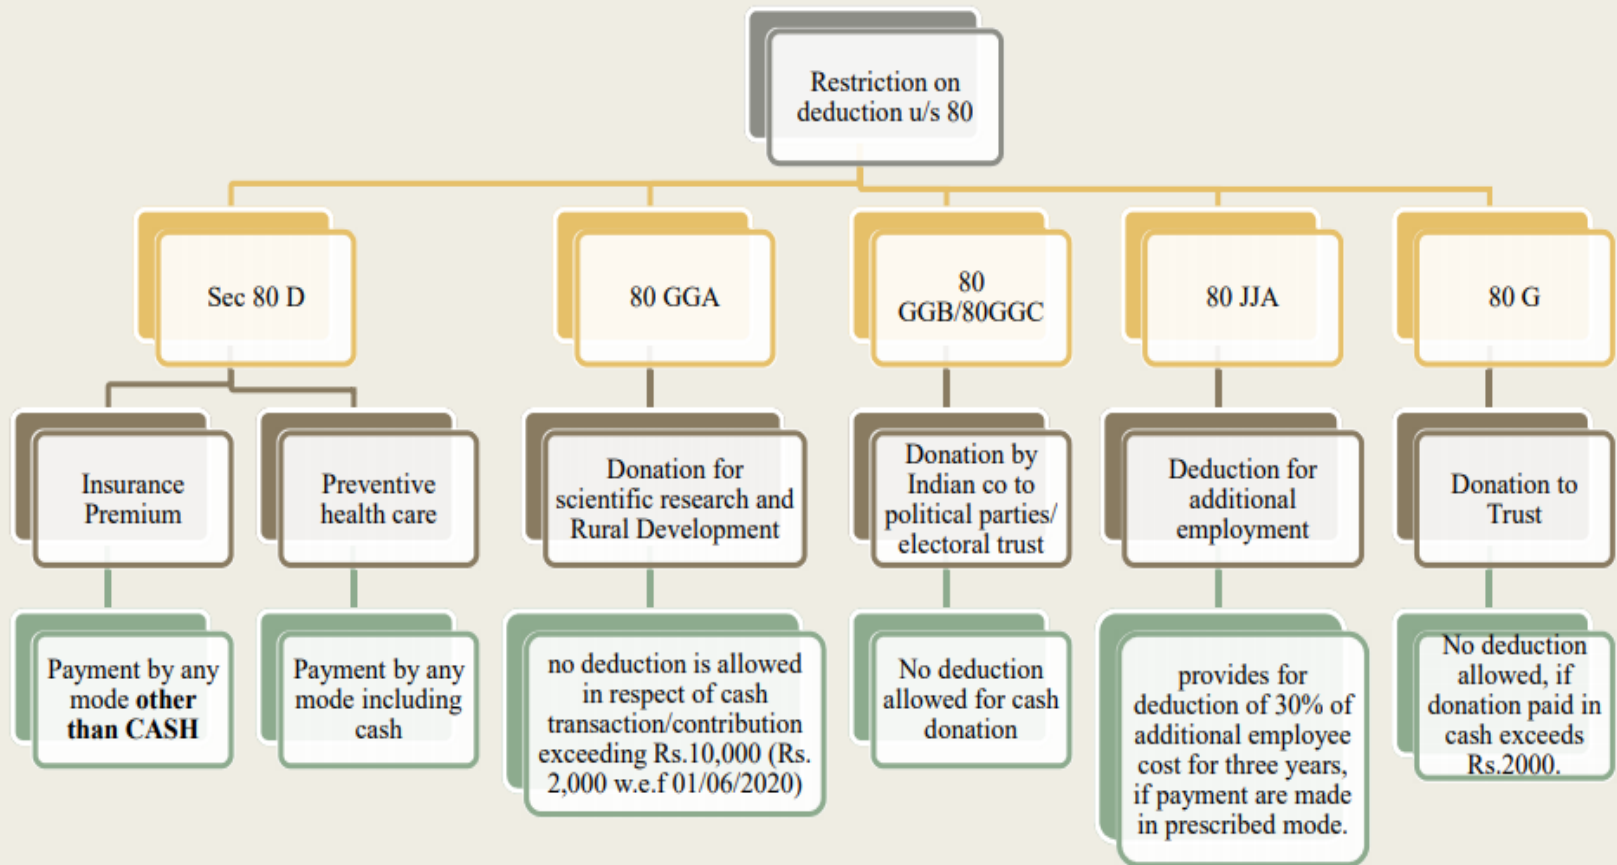 Restriction on
deduction u/s 80
Sec 80 D
80 GGA
80
GGB/80GGC
80 JJA
80 G
Insurance
Premium
Preventive
health care
Donation for
scientific research and
Rural Development
Donation by
Indian co to
political parties/
electoral trust
Deduction for
additional
employment
Donation to
Trust
Payment by any
mode other
than CASH
Payment by any
mode including
cash
no deduction is allowed
in respect of cash
transaction/contribution
exceeding Rs.10,000 (Rs.
2,000 w.e.f 01/06/2020)
No deduction
allowed for cash
donation
provides for
deduction of 30% of
additional employee
cost for three years,
if payment are made
in prescribed mode.
No deduction
allowed, if
donation paid in
cash exceeds
Rs.2000.